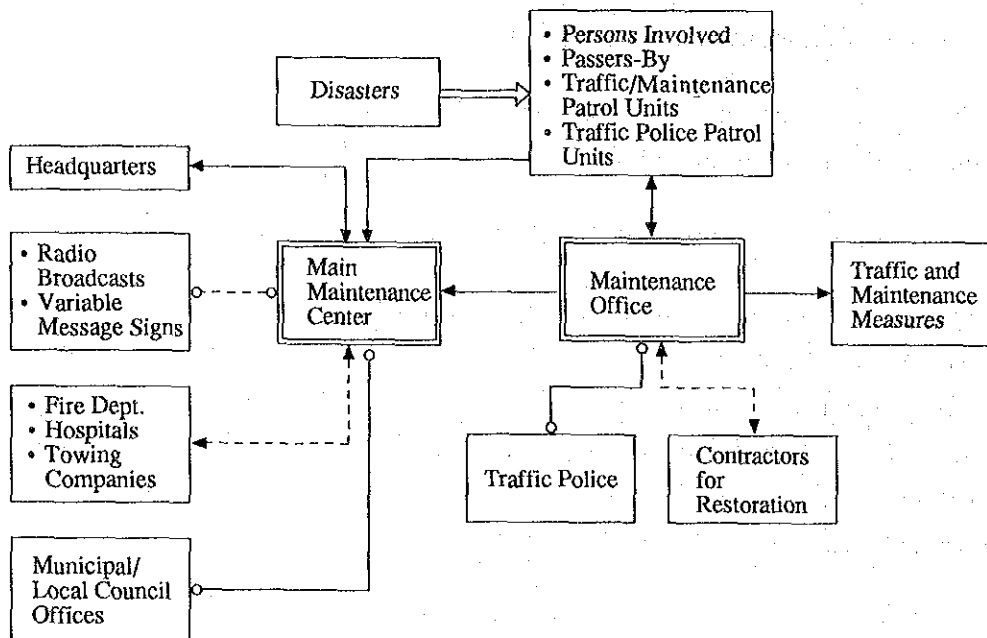 Disasters
• Persons Involved
• Passers-By
• Traffic/Maintenance
Patrol Units
• Traffic Police Patrol
Units
Headquarters
• Radio
Broadcasts
• Variable
Message Signs
Main
Maintenance
Center
Maintenance
Office
Traffic and
Maintenance
Measures
• Fire Dept.
• Hospitals
• Towing
Companies
Traffic Police
Contractors
for
Restoration
Municipal/
Local Council
Offices